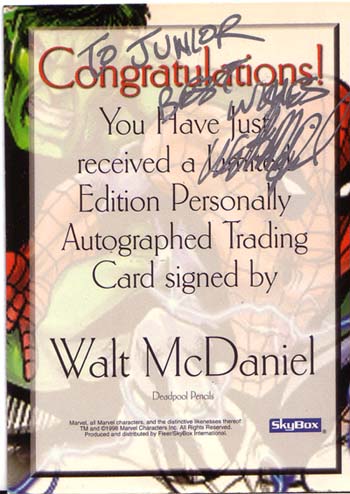 TO JUNIOR
Congratulations!
BEST
WISHES
You Have Just
received a Limited
Edition Personally
Autographed Trading
Card signed by
Walt McDaniel
Deadpool Pencils
Marvel, all Marvel characters, and the distinctive likenesses thereof
TM and ©1998 Marvel Characters Inc. All Rights Reserved.
Produced and distributed by Fleer/SkyBox International.
SkyBox®